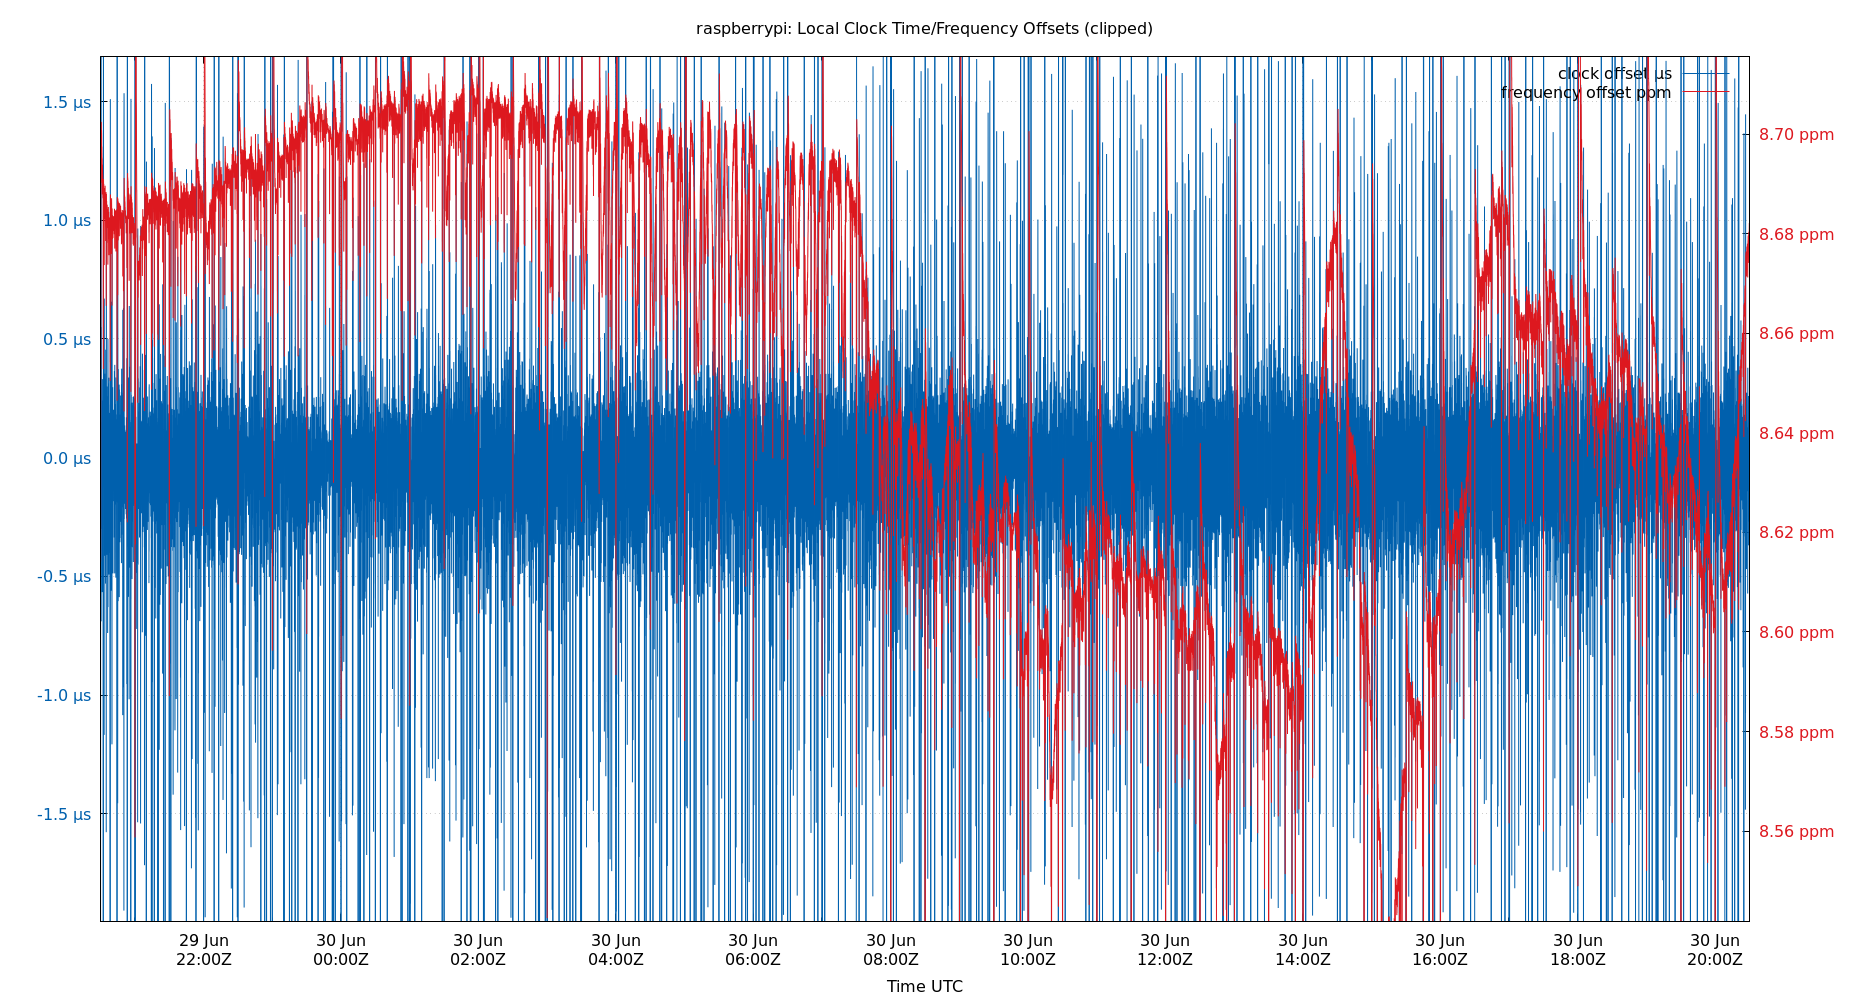 raspberrypi: Local Clock Time/Frequency Offsets (clipped)
clock offset µs
frequency offset ppm
1.5 µs
1.0 µs
0.5 µs
0.0 µs
-0.5 µs
-1.0 µs
-1.5 µs
8.70 ppm
8.68 ppm
8.66 ppm
8.64 ppm
8.62 ppm
8.60 ppm
8.58 ppm
8.56 ppm
29 Jun 30 Jun 30 Jun 30 Jun 30 Jun 30 Jun 30 Jun 30 Jun 30 Jun 30 Jun 30 Jun 30 Jun
22:00Z 00:00Z 02:00Z 04:00Z 06:00Z 08:00Z 10:00Z 12:00Z 14:00Z 16:00Z 18:00Z 20:00Z
Time UTC